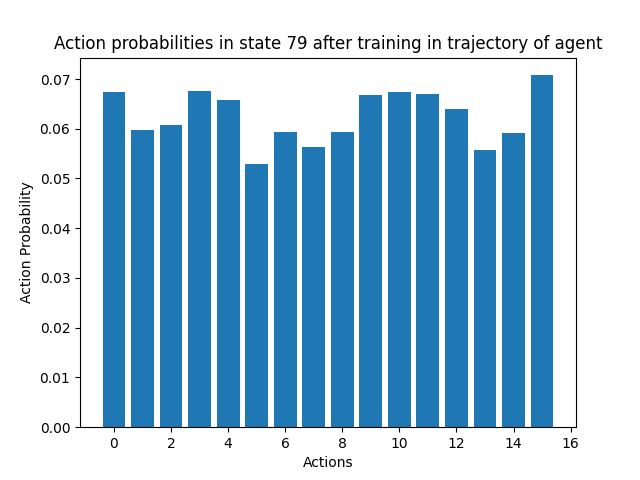 Action probabilities in state 79 after training in trajectory of agent
0.07
0.06
0.05
0.04
0.03
0.02
0.01
0.00
Action Probability
0 2 4 6 8 10 12 14 16
Actions